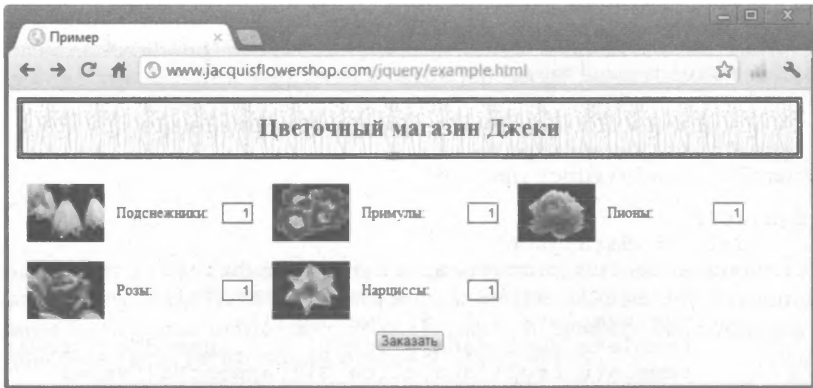 Пример
www.jacquisflowershop.com/jquery/example.html
Цветочный магазин Джеки
Подснежники: 1 Примулы: 1 Пионы: 1
Розы: 1 Нарциссы: 1
Заказать